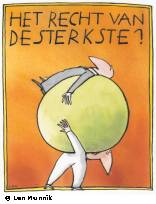 HET RECHT VAN
DE STERKSTE?
© Len Munnik